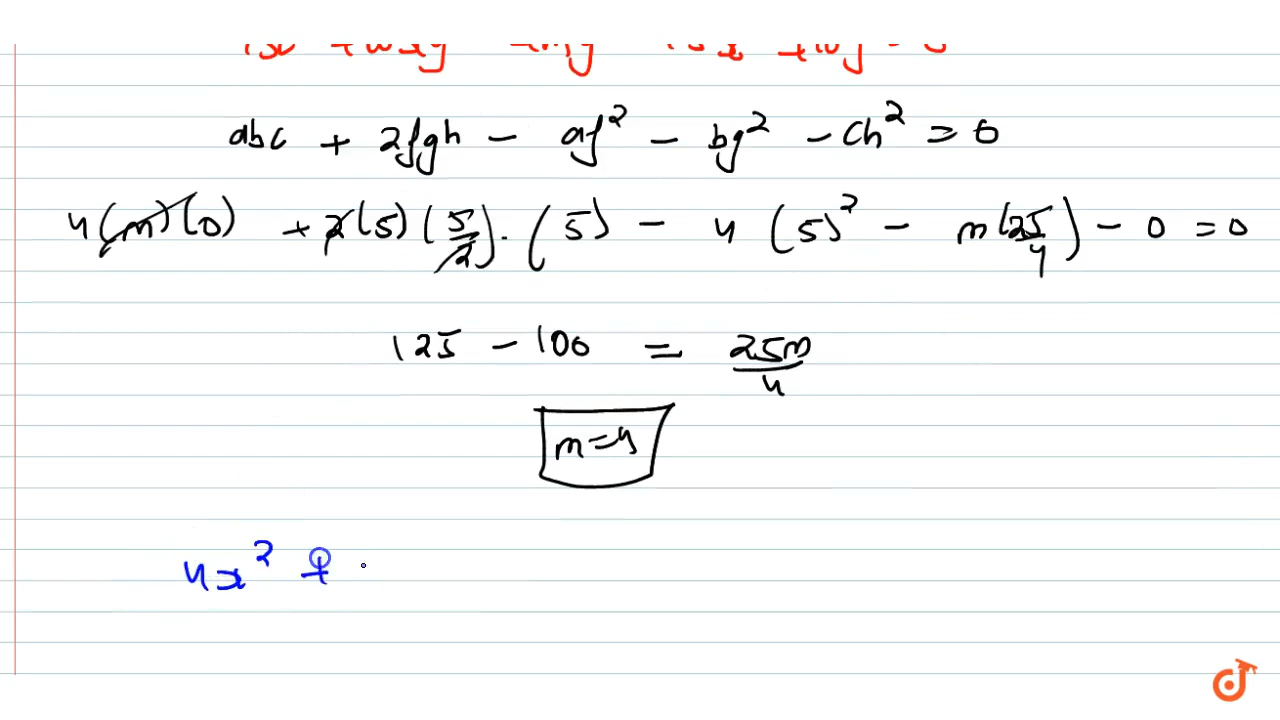 abc + 2fgh - af² - bg² - Ch² = 0
4(m)(0) + 2(5)(5/2).(5) - 4(5)² - m(25/4) - 0 = 0
125 - 100 = 25m/4
m=4
4x² +